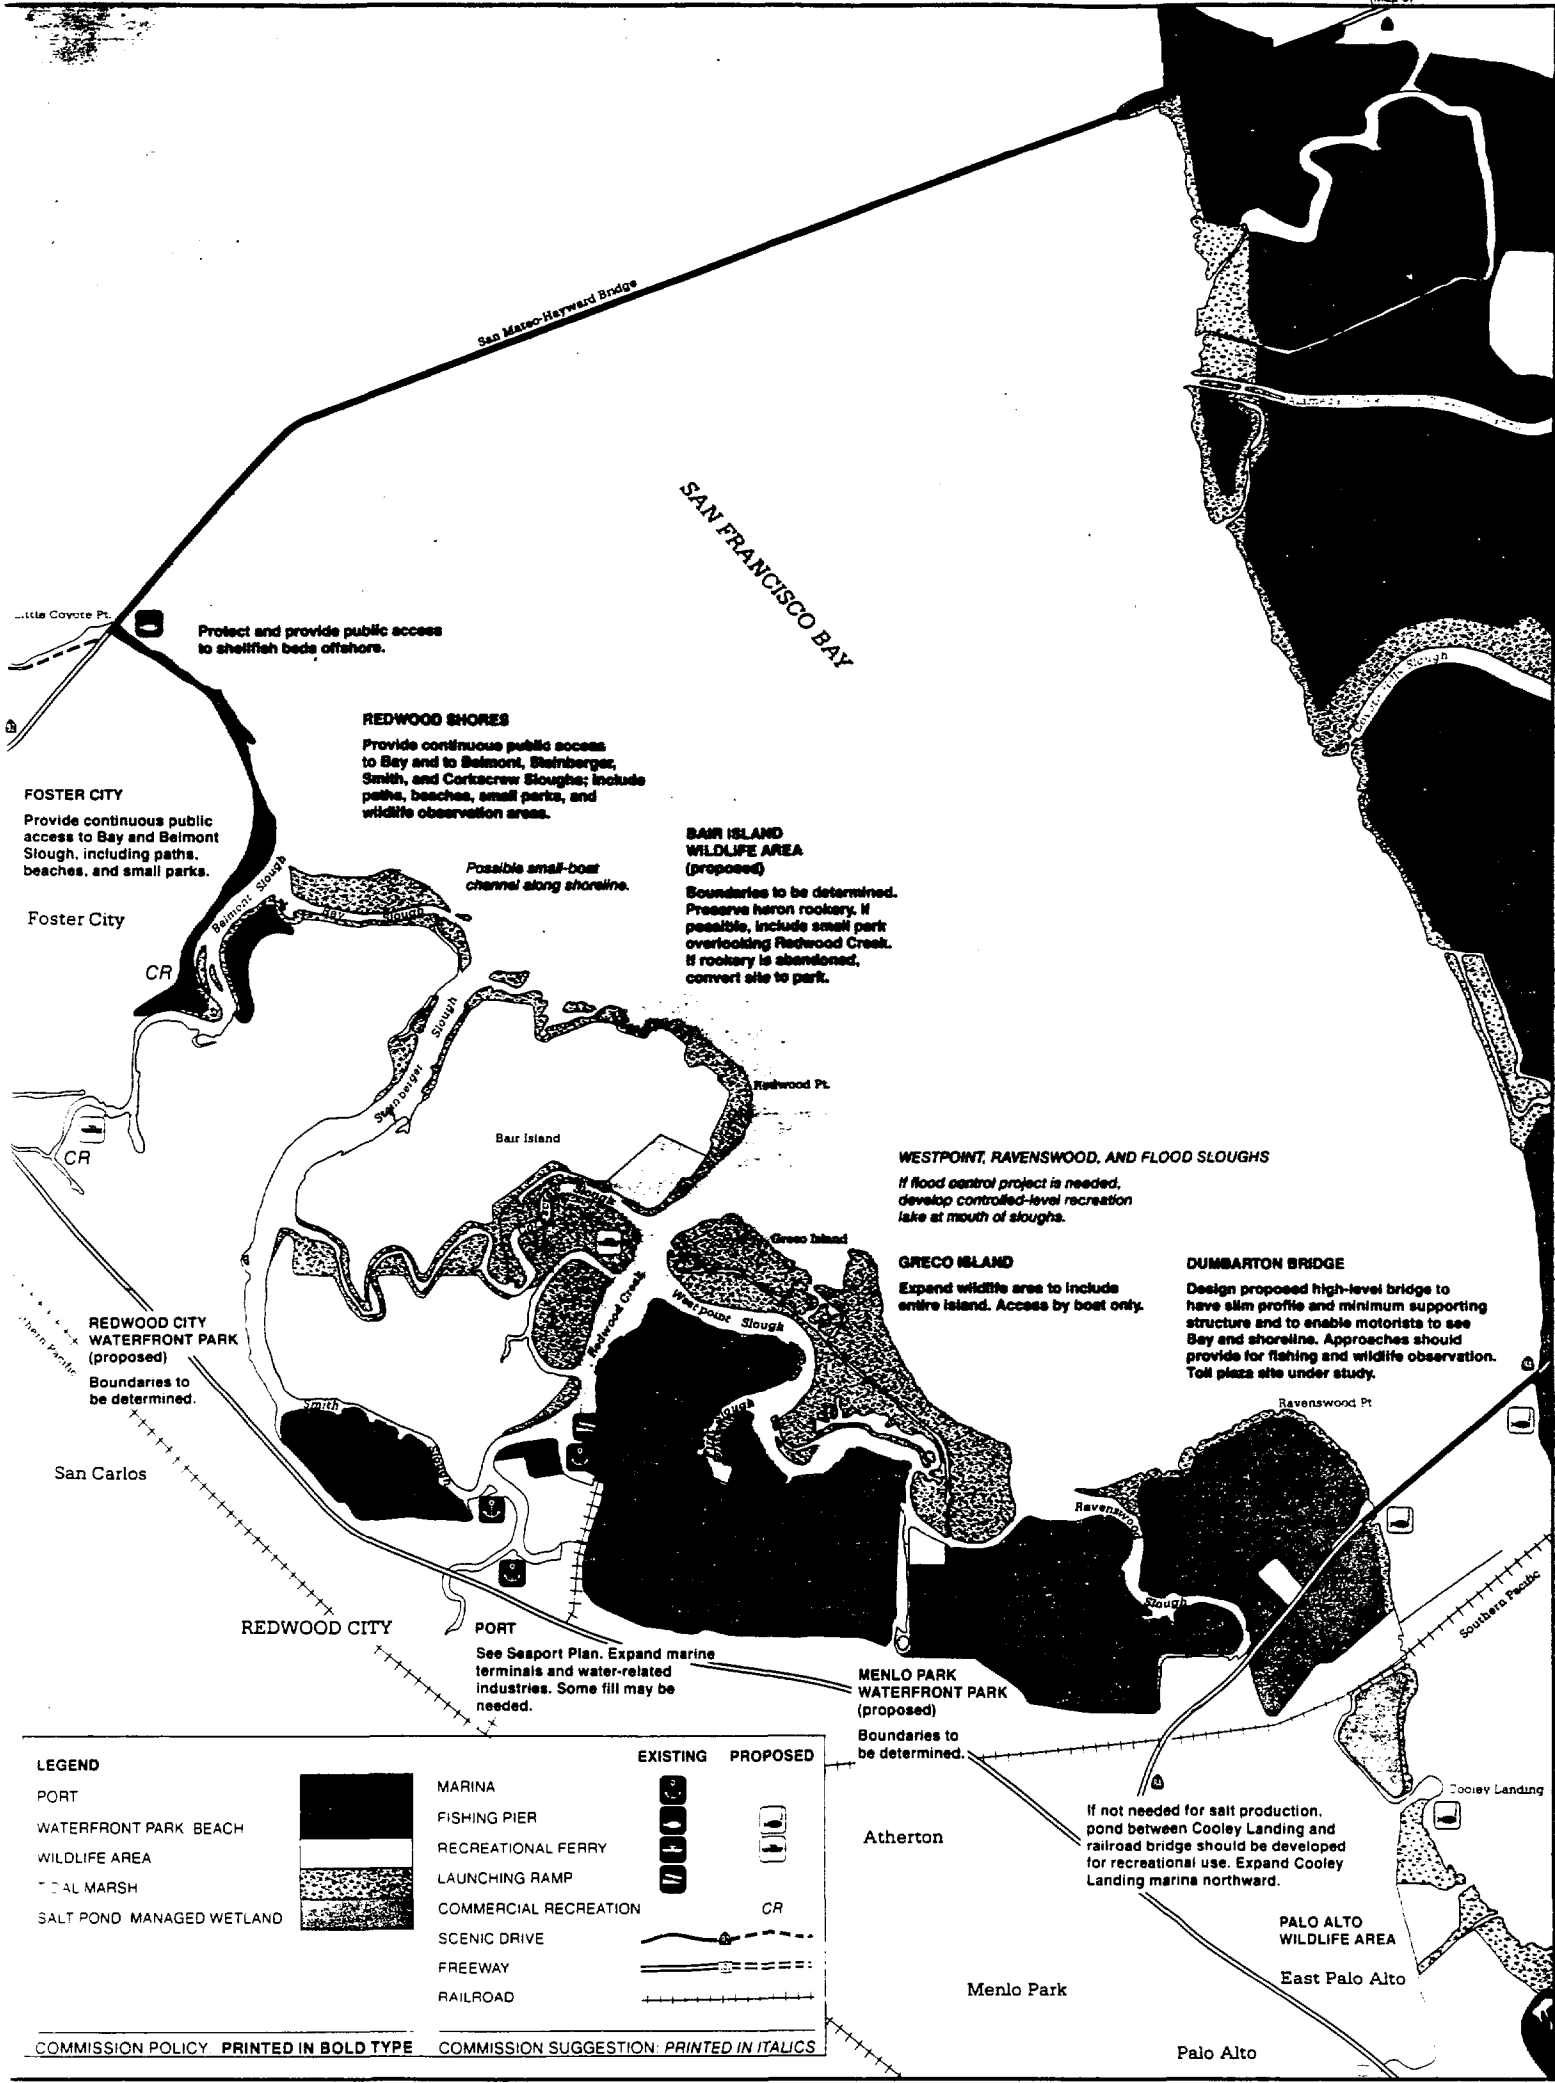 San Mateo-Hayward Bridge
SAN FRANCISCO BAY
Coyote Pt.
Protect and provide public access
to shellfish beds offshore.
REDWOOD SHORES
Provide continuous public access
to Bay and to Belmont, Steinberger,
Smith, and Corkscrew Sloughs; include
paths, beaches, small parks, and
wildlife observation areas.
FOSTER CITY
Provide continuous public
access to Bay and Belmont
Slough, including paths,
beaches, and small parks.
Foster City
Possible small-boat
channel along shoreline.
BAIR ISLAND
WILDLIFE AREA
(proposed)
Boundaries to be determined.
Preserve heron rookery. If
possible, include small park
overlooking Redwood Creek.
If rookery is abandoned,
convert site to park.
Belmont Slough
Bay Slough
CR
Steinberger Slough
Redwood Pt.
Bair Island
CR
Slough
Greco Island
WESTPOINT, RAVENSWOOD, AND FLOOD SLOUGHS
If flood control project is needed,
develop controlled-level recreation
lake at mouth of sloughs.
GRECO ISLAND
Expand wildlife area to include
entire island. Access by boat only.
DUMBARTON BRIDGE
Design proposed high-level bridge to
have slim profile and minimum supporting
structure and to enable motorists to see
Bay and shoreline. Approaches should
provide for fishing and wildlife observation.
Toll plaza site under study.
Redwood Creek
West point Slough
REDWOOD CITY
WATERFRONT PARK
(proposed)
Boundaries to
be determined.
Pacific
Smith
Slough
Ravenswood Pt
San Carlos
Ravenswood
Slough
Southern Pacific
REDWOOD CITY
PORT
See Seaport Plan. Expand marine
terminals and water-related
industries. Some fill may be
needed.
MENLO PARK
WATERFRONT PARK
(proposed)
Boundaries to
be determined.
Cooley Landing
If not needed for salt production,
pond between Cooley Landing and
railroad bridge should be developed
for recreational use. Expand Cooley
Landing marina northward.
Atherton
PALO ALTO
WILDLIFE AREA
East Palo Alto
Menlo Park
Palo Alto
LEGEND
PORT
WATERFRONT PARK BEACH
WILDLIFE AREA
MARSH
SALT POND MANAGED WETLAND
EXISTING PROPOSED
MARINA
FISHING PIER
RECREATIONAL FERRY
LAUNCHING RAMP
COMMERCIAL RECREATION CR
SCENIC DRIVE
FREEWAY
RAILROAD
COMMISSION POLICY: PRINTED IN BOLD TYPE
COMMISSION SUGGESTION: PRINTED IN ITALICS